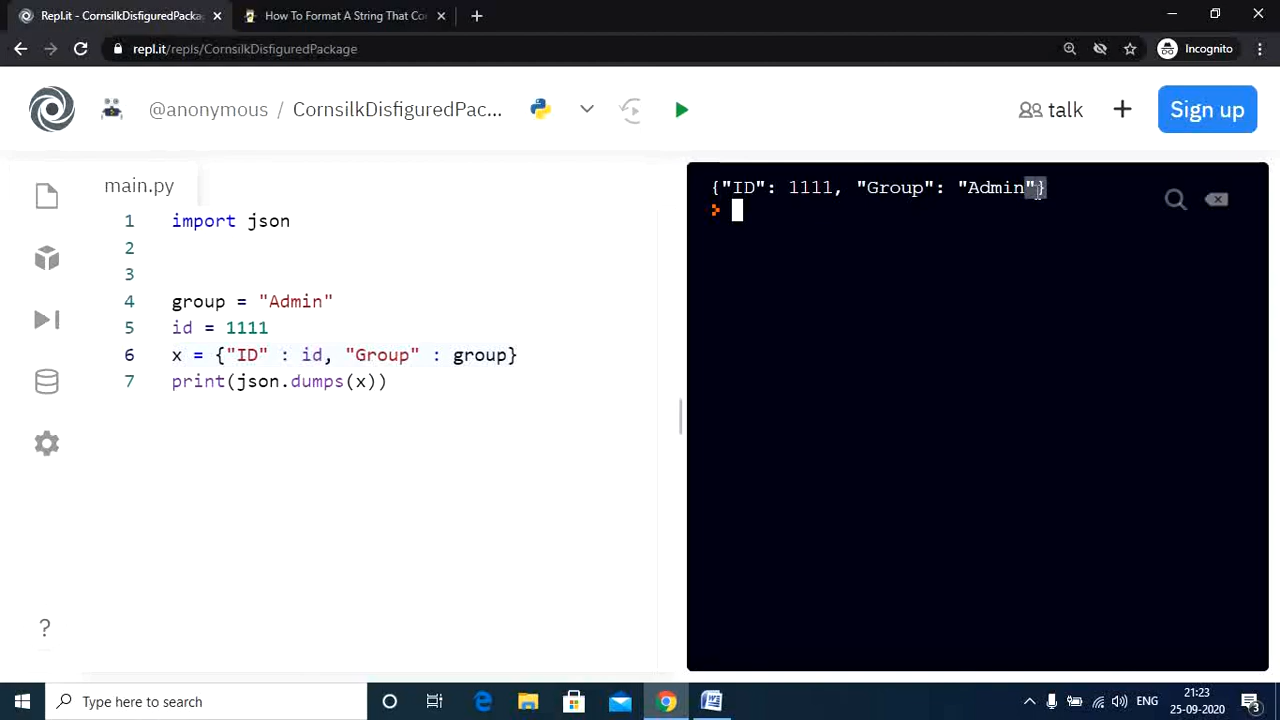 Repl.it - CornsilkDisfiguredPacka
How To Format A String That Con
repl.it/repls/CornsilkDisfiguredPackage
Incognito
@anonymous / CornsilkDisfiguredPac...
talk
Sign up
main.py
1 import json
2
3
4 group = "Admin"
5 id = 1111
6 x = {"ID" : id, "Group" : group}
7 print(json.dumps(x))
{"ID": 1111, "Group": "Admin"}
>
?
Type here to search
ENG
21:23
25-09-2020
3